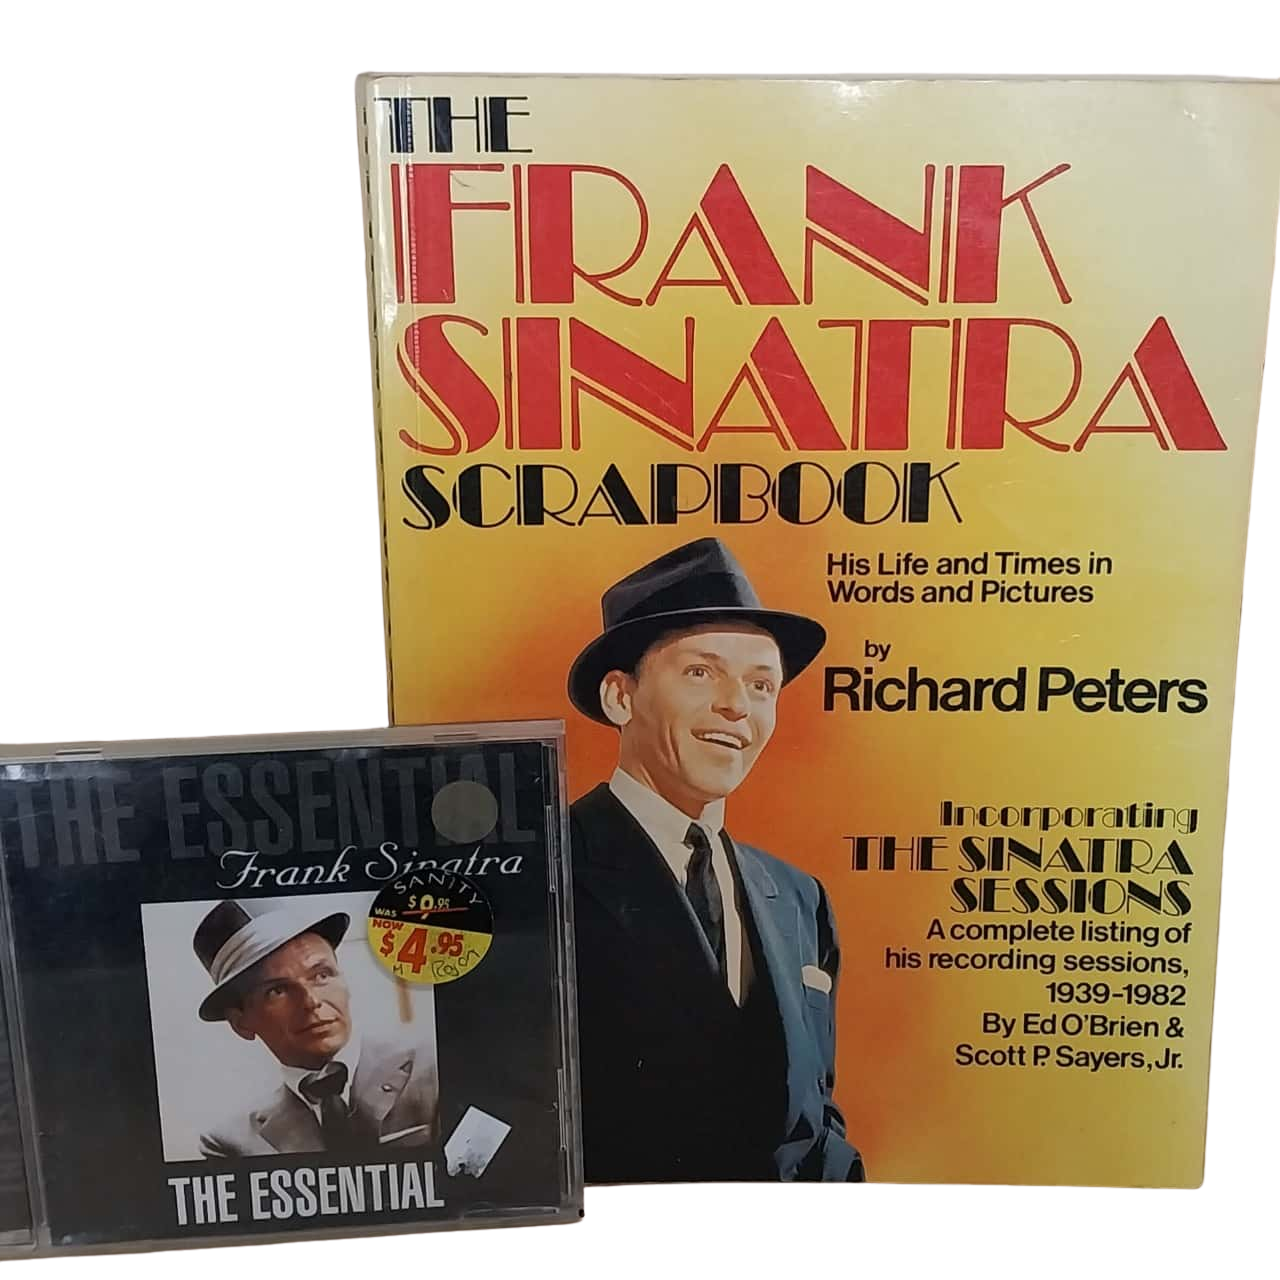 THE
FRANK
SINATRA
SCRAPBOOK
His Life and Times in
Words and Pictures
by
Richard Peters
Incorporating
THE SINATRA
SESSIONS
A complete listing of
his recording sessions,
1939-1982
By Ed O'Brien &
Scott P. Sayers, Jr.
THE ESSENTIAL
Frank Sinatra
SANITY
WAS $9.95
NOW
$4.95
THE ESSENTIAL